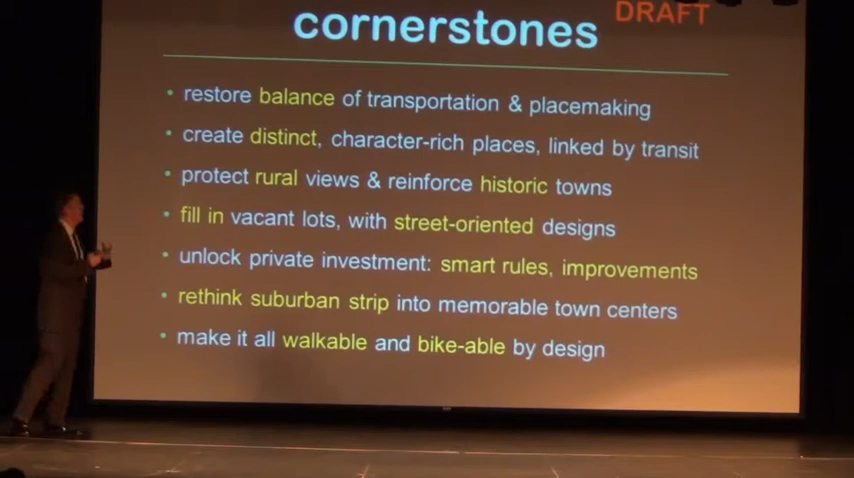 DRAFT
cornerstones
• restore balance of transportation & placemaking
• create distinct, character-rich places, linked by transit
• protect rural views & reinforce historic towns
• fill in vacant lots, with street-oriented designs
• unlock private investment: smart rules, improvements
• rethink suburban strip into memorable town centers
• make it all walkable and bike-able by design